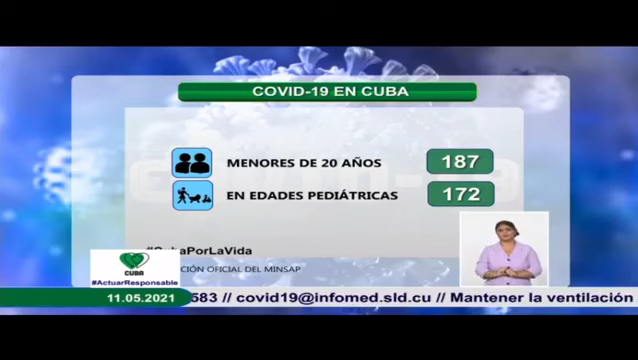 COVID-19 EN CUBA
MENORES DE 20 AÑOS 187
EN EDADES PEDIÁTRICAS 172
#CubaPorLaVida
CIÓN OFICIAL DEL MINSAP
CUBA
#ActuarResponsable
11.05.2021 583 // covid19@infomed.sld.cu // Mantener la ventilación